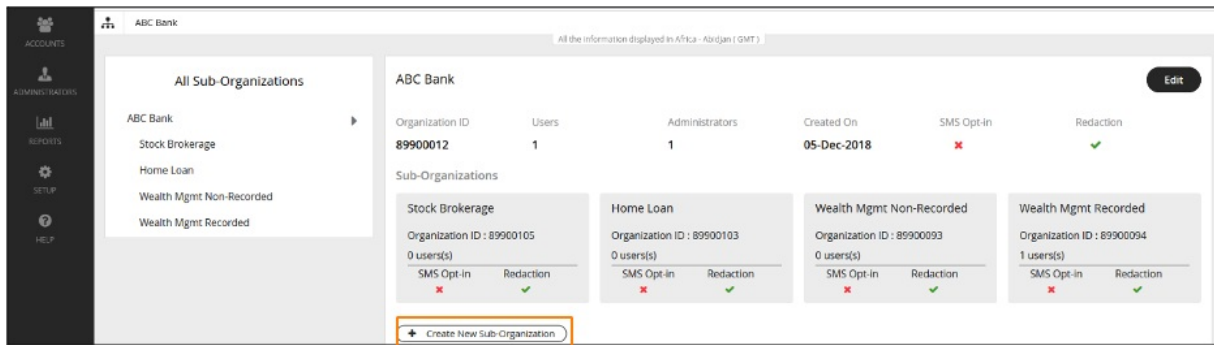 ABC Bank
All the information displayed in Africa - Abidjan ( GMT )
ACCOUNTS
ADMINISTRATORS
REPORTS
SETUP
HELP
All Sub-Organizations
ABC Bank
Stock Brokerage
Home Loan
Wealth Mgmt Non-Recorded
Wealth Mgmt Recorded
ABC Bank
Edit
Organization ID Users Administrators Created On SMS Opt-in Redaction
89900012 1 1 05-Dec-2018
Sub-Organizations
Stock Brokerage
Organization ID : 89900105
0 users(s)
SMS Opt-in Redaction
Home Loan
Organization ID : 89900103
0 users(s)
SMS Opt-in Redaction
Wealth Mgmt Non-Recorded
Organization ID : 89900093
0 users(s)
SMS Opt-in Redaction
Wealth Mgmt Recorded
Organization ID : 89900094
1 users(s)
SMS Opt-in Redaction
+ Create New Sub-Organization